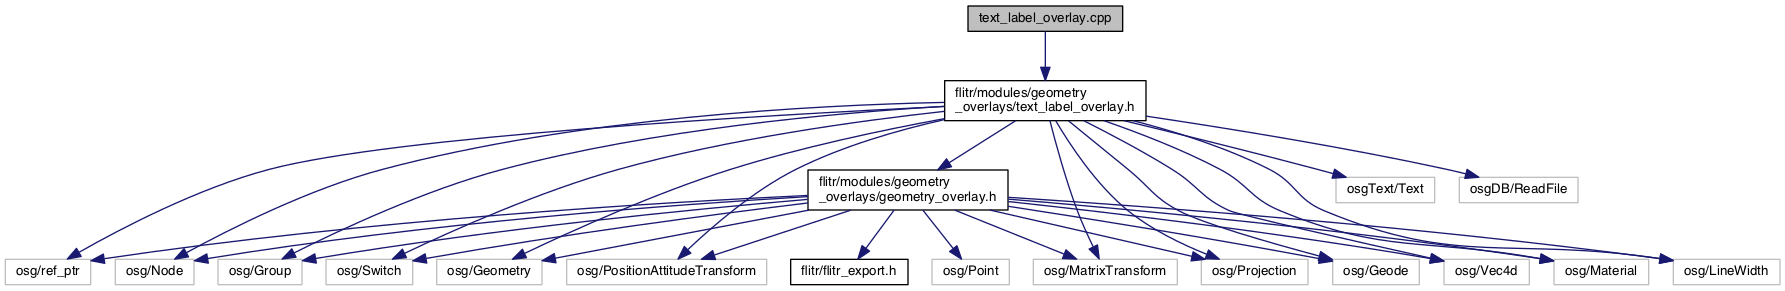 text_label_overlay.cpp
flitr/modules/geometry
_overlays/text_label_overlay.h
flitr/modules/geometry
_overlays/geometry_overlay.h
osgText/Text
osgDB/ReadFile
osg/ref_ptr
osg/Node
osg/Group
osg/Switch
osg/Geometry
osg/PositionAttitudeTransform
flitr/flitr_export.h
osg/Point
osg/MatrixTransform
osg/Projection
osg/Geode
osg/Vec4d
osg/Material
osg/LineWidth